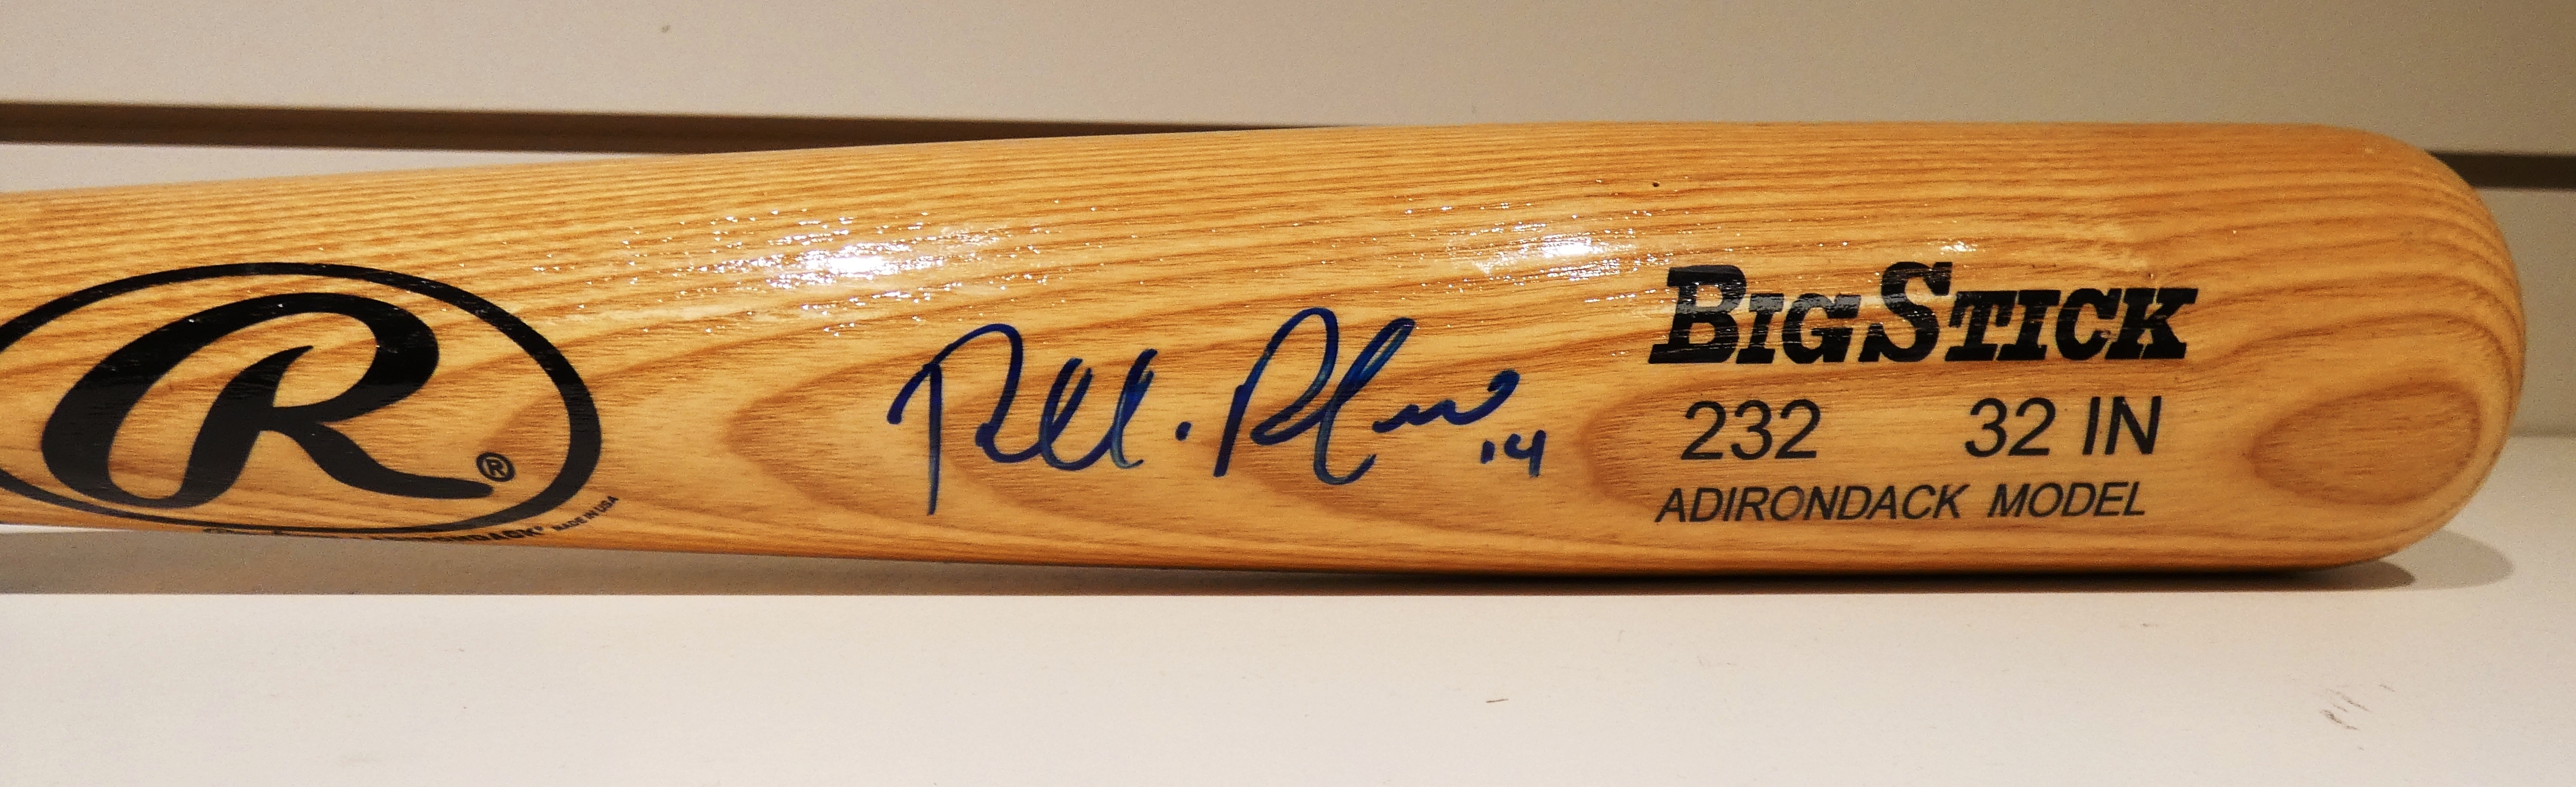 R ®
MADE IN USA
14
BIG STICK
232 32 IN
ADIRONDACK MODEL